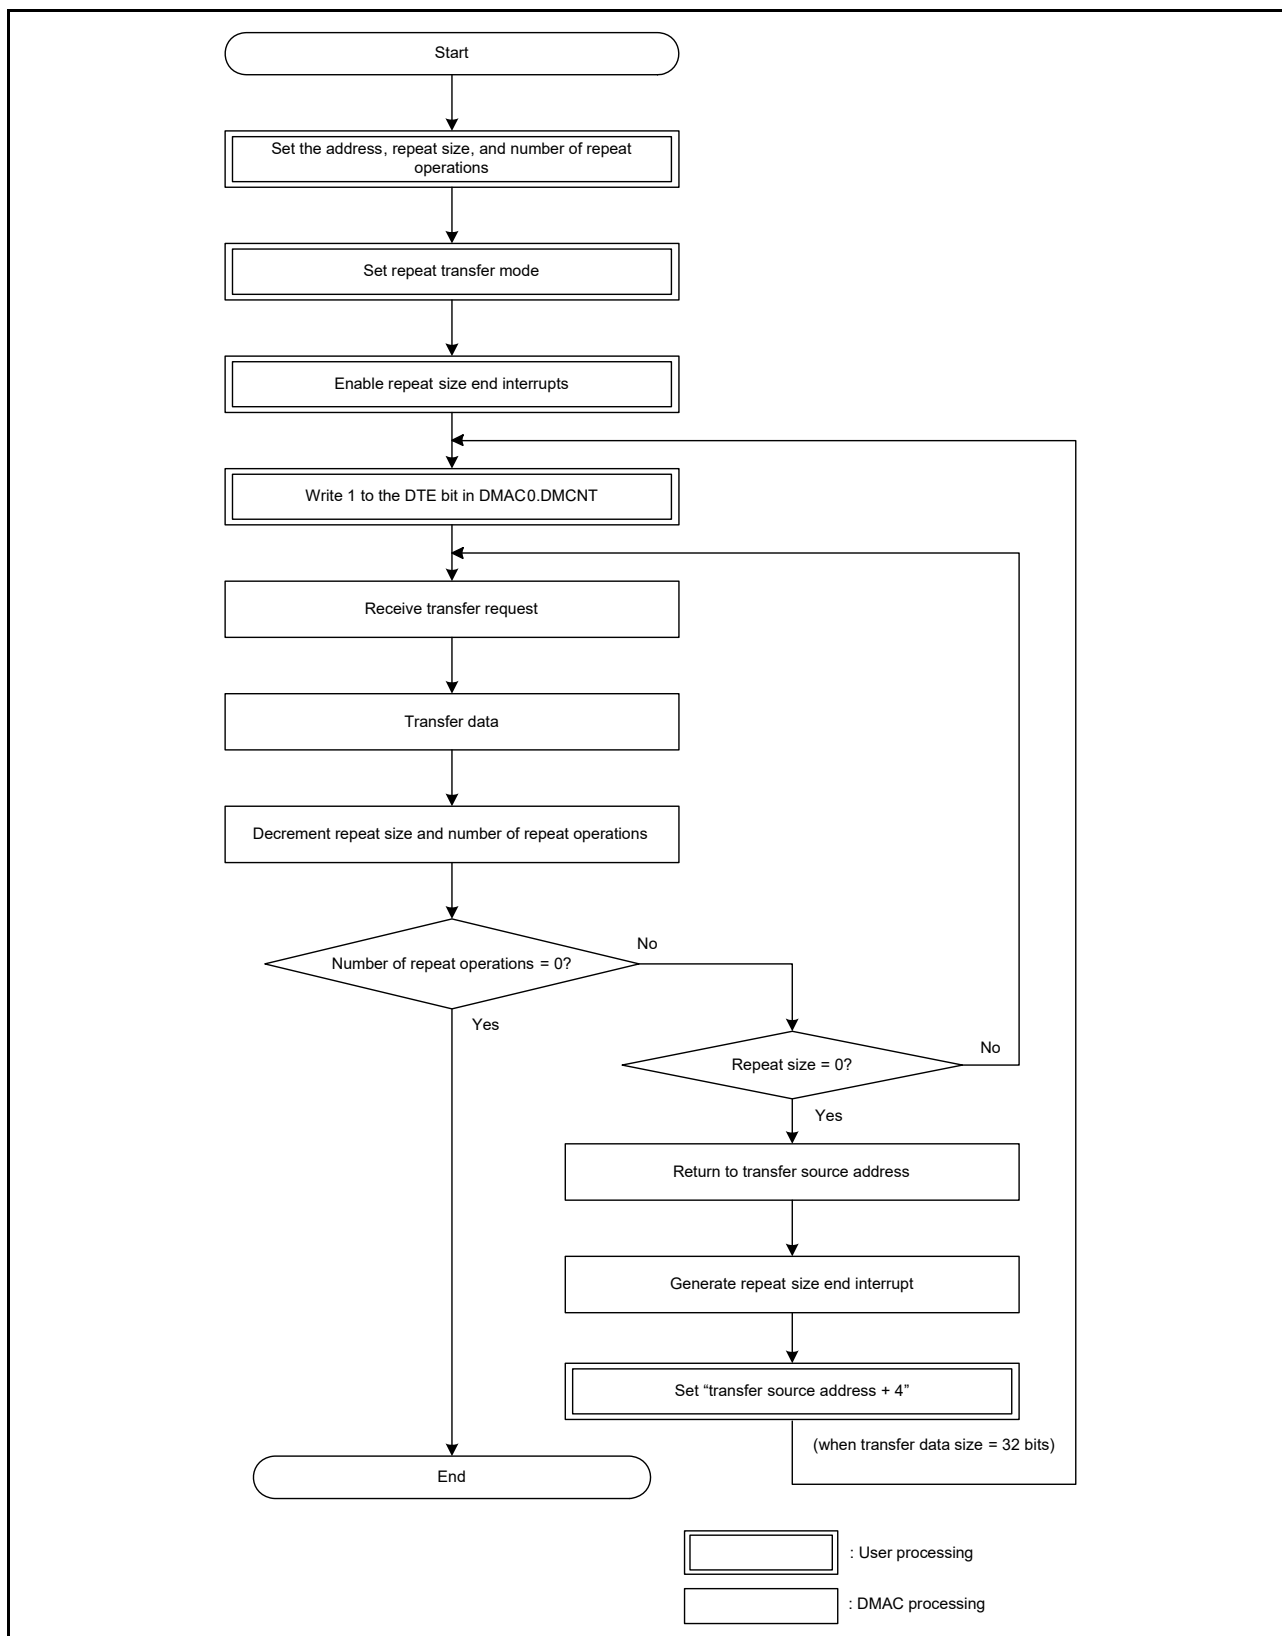 Start
Set the address, repeat size, and number of repeat
operations
Set repeat transfer mode
Enable repeat size end interrupts
Write 1 to the DTE bit in DMAC0.DMCNT
Receive transfer request
Transfer data
Decrement repeat size and number of repeat operations
Number of repeat operations = 0?
No
Yes
Repeat size = 0?
No
Yes
Return to transfer source address
Generate repeat size end interrupt
Set “transfer source address + 4”
(when transfer data size = 32 bits)
End
: User processing
: DMAC processing